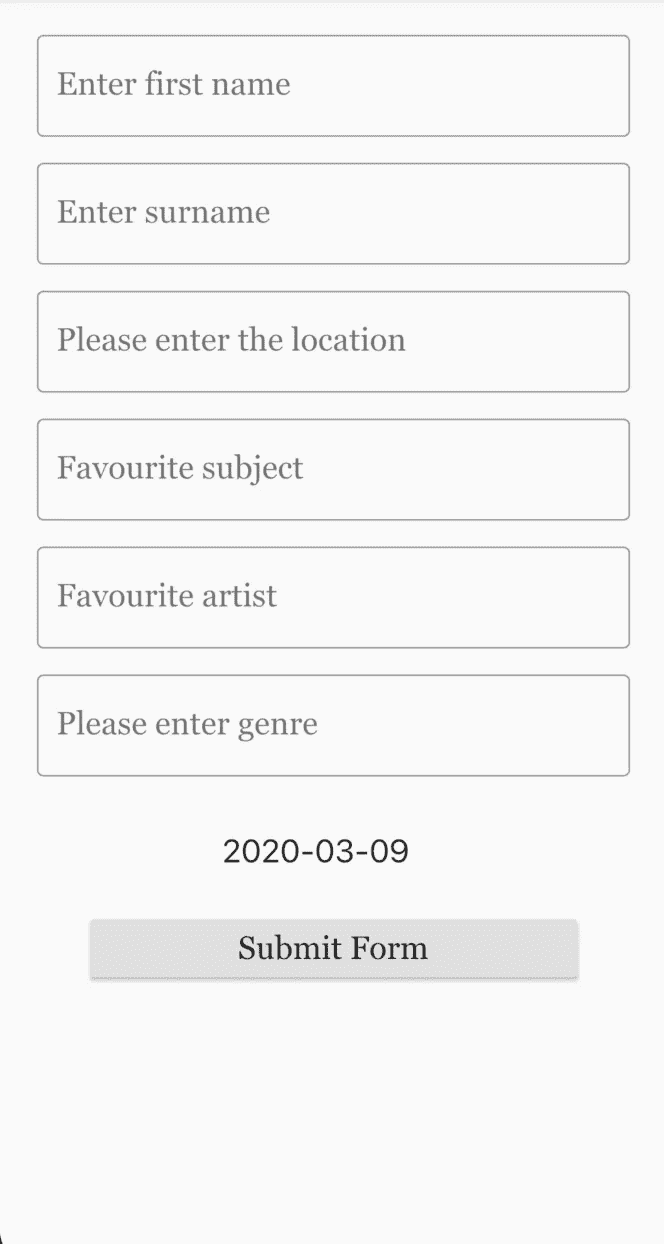 Enter first name
Enter surname
Please enter the location
Favourite subject
Favourite artist
Please enter genre
2020-03-09
Submit Form